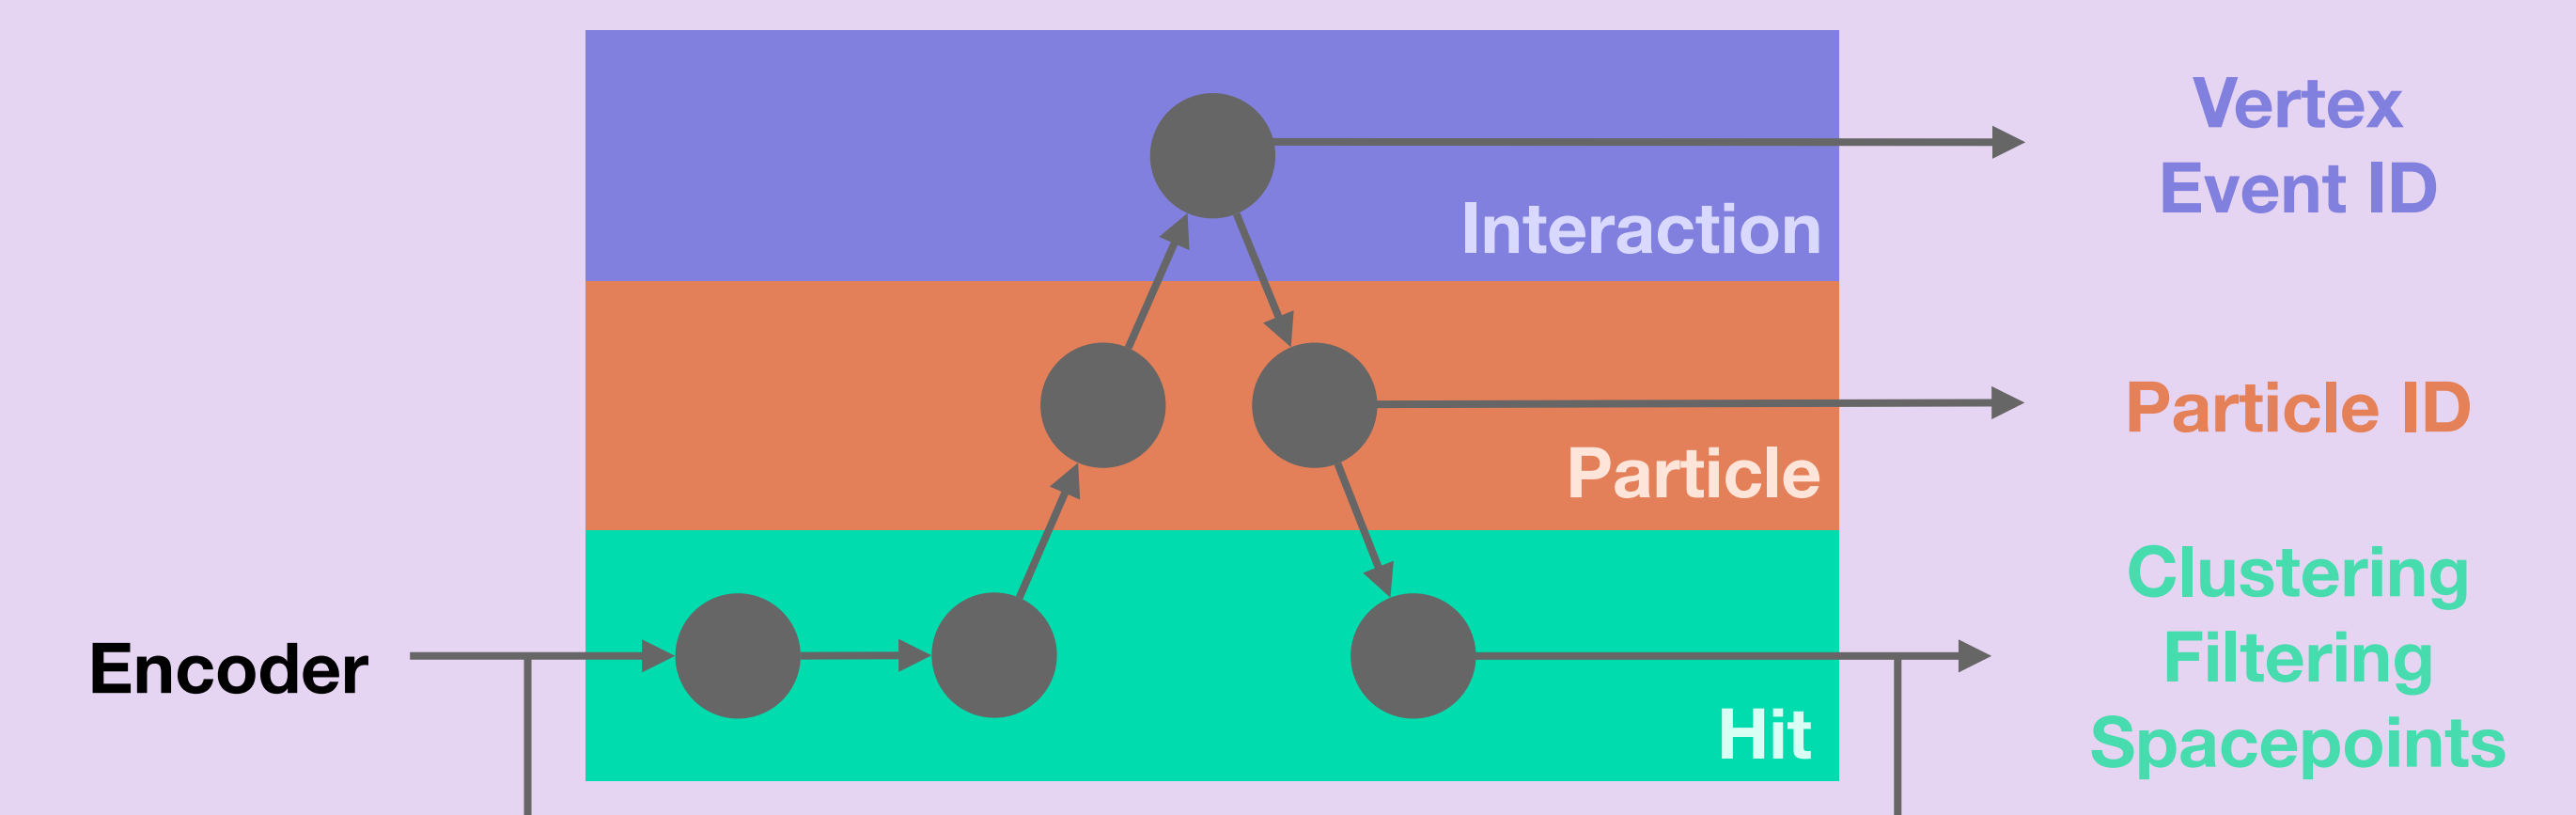 Vertex
Event ID
Interaction
Particle ID
Particle
Clustering
Encoder
Filtering
Hit
Spacepoints